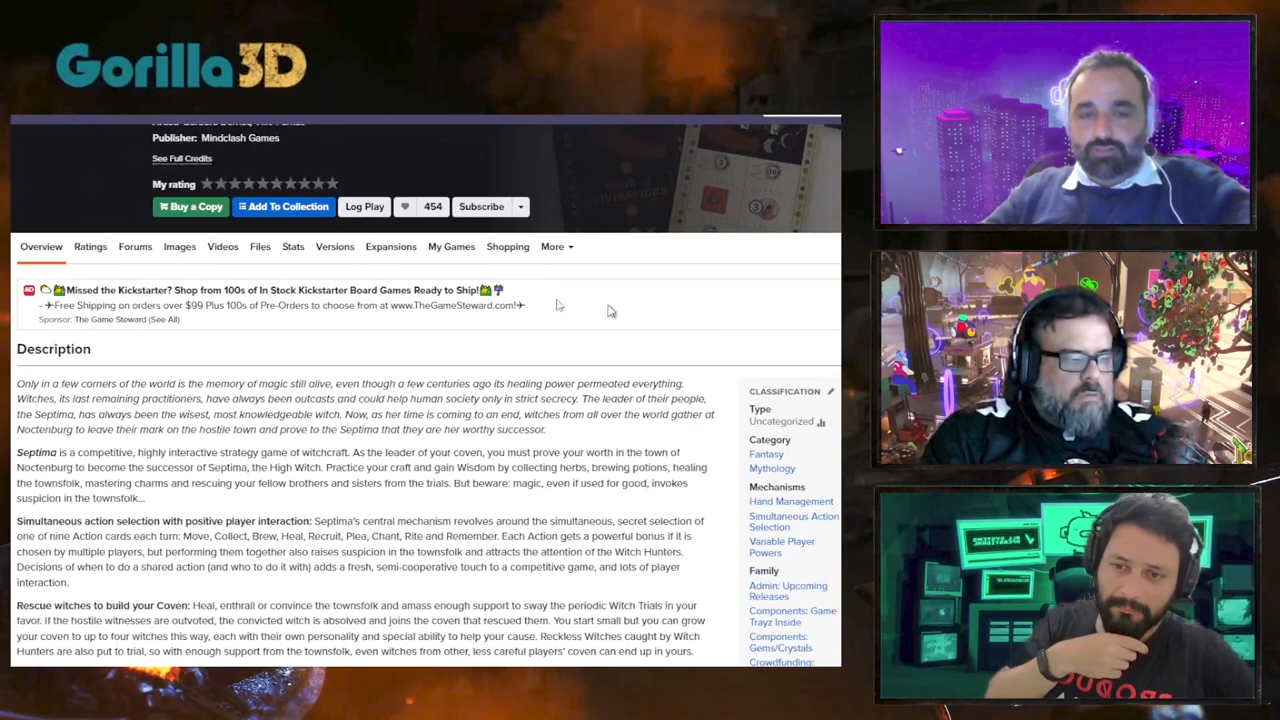 Gorilla3D
Publisher: Mindclash Games
See Full Credits
My rating
Buy a Copy
Add To Collection
Log Play
454
Subscribe
Overview
Ratings
Forums
Images
Videos
Files
Stats
Versions
Expansions
My Games
Shopping
More
AD
Missed the Kickstarter? Shop from 100s of In Stock Kickstarter Board Games Ready to Ship!
- ✈Free Shipping on orders over $99 Plus 100s of Pre-Orders to choose from at www.TheGameSteward.com!✈
Sponsor: The Game Steward (See All)
Description
Only in a few corners of the world is the memory of magic still alive, even though a few centuries ago its healing power permeated everything.
Witches, its last remaining practitioners, have always been outcasts and could help human society only in strict secrecy. The leader of their people,
the Septima, has always been the wisest, most knowledgeable witch. Now, as her time is coming to an end, witches from all over the world gather at
Noctenburg to leave their mark on the hostile town and prove to the Septima that they are her worthy successor.
Septima is a competitive, highly interactive strategy game of witchcraft. As the leader of your coven, you must prove your worth in the town of
Noctenburg to become the successor of Septima, the High Witch. Practice your craft and gain Wisdom by collecting herbs, brewing potions, healing
the townsfolk, mastering charms and rescuing your fellow brothers and sisters from the trials. But beware: magic, even if used for good, invokes
suspicion in the townsfolk...
Simultaneous action selection with positive player interaction: Septima's central mechanism revolves around the simultaneous, secret selection of
one of nine Action cards each turn: Move, Collect, Brew, Heal, Recruit, Plea, Chant, Rite and Remember. Each Action gets a powerful bonus if it is
chosen by multiple players, but performing them together also raises suspicion in the townsfolk and attracts the attention of the Witch Hunters.
Decisions of when to do a shared action (and who to do it with) adds a fresh, semi-cooperative touch to a competitive game, and lots of player
interaction.
Rescue witches to build your Coven: Heal, enthrall or convince the townsfolk and amass enough support to sway the periodic Witch Trials in your
favor. If the hostile witnesses are outvoted, the convicted witch is absolved and joins the coven that rescued them. You start small but you can grow
your coven to up to four witches this way, each with their own personality and special ability to help your cause. Reckless Witches caught by Witch
Hunters are also put to trial, so with enough support from the townsfolk, even witches from other, less careful players' coven can end up in yours.
CLASSIFICATION
Type
Uncategorized
Category
Fantasy
Mythology
Mechanisms
Hand Management
Simultaneous Action
Selection
Variable Player
Powers
Family
Admin: Upcoming
Releases
Components: Game
Trayz Inside
Components:
Gems/Crystals
Crowdfunding: